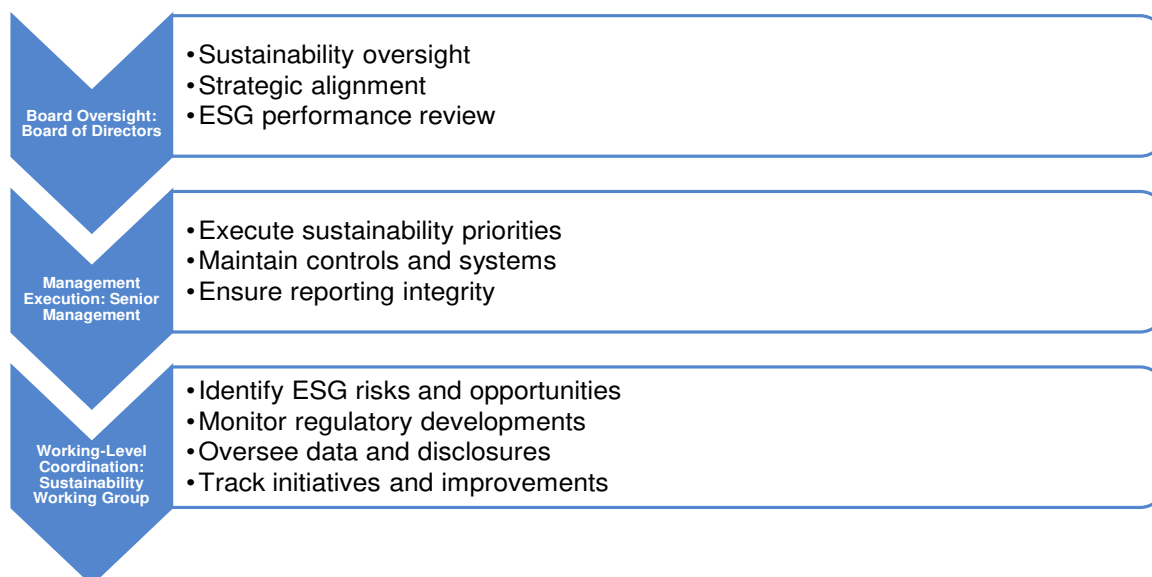 Board Oversight:
Board of Directors
•Sustainability oversight
•Strategic alignment
•ESG performance review
Management
Execution: Senior
Management
•Execute sustainability priorities
•Maintain controls and systems
•Ensure reporting integrity
Working-Level
Coordination:
Sustainability
Working Group
•Identify ESG risks and opportunities
•Monitor regulatory developments
•Oversee data and disclosures
•Track initiatives and improvements